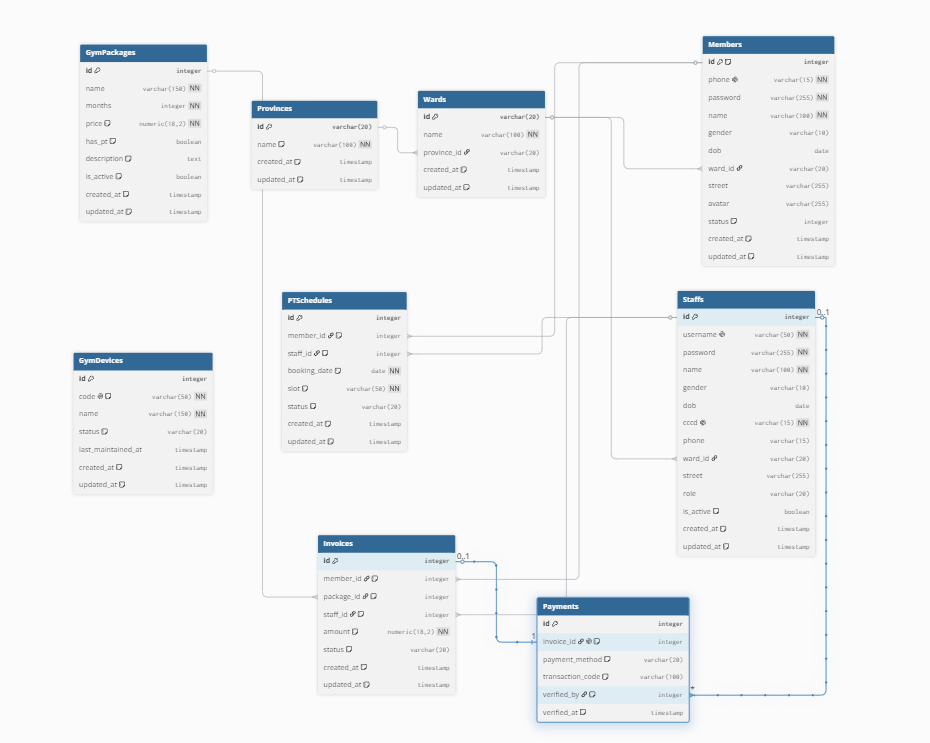 GymPackages
id integer
name varchar(150) NN
months integer NN
price numeric(18,2) NN
has_pt boolean
description text
is_active boolean
created_at timestamp
updated_at timestamp
Provinces
id varchar(20)
name varchar(100) NN
created_at timestamp
updated_at timestamp
Wards
id varchar(20)
name varchar(100) NN
province_id varchar(20)
created_at timestamp
updated_at timestamp
Members
id integer
phone varchar(15) NN
password varchar(255) NN
name varchar(100) NN
gender varchar(10)
dob date
ward_id varchar(20)
street varchar(255)
avatar varchar(255)
status integer
created_at timestamp
updated_at timestamp
PTSchedules
id integer
member_id integer
staff_id integer
booking_date date NN
slot varchar(50) NN
status varchar(20)
created_at timestamp
updated_at timestamp
Staffs
0..1
id integer
username varchar(50) NN
password varchar(255) NN
name varchar(100) NN
gender varchar(10)
dob date
cccd varchar(15) NN
phone varchar(15)
ward_id varchar(20)
street varchar(255)
role varchar(20)
is_active boolean
created_at timestamp
updated_at timestamp
GymDevices
id integer
code varchar(50) NN
name varchar(150) NN
status varchar(20)
last_maintained_at timestamp
created_at timestamp
updated_at timestamp
Invoices
0..1
id integer
member_id integer
package_id integer
staff_id integer
amount numeric(18,2) NN
status varchar(20)
created_at timestamp
updated_at timestamp
Payments
id integer
1
invoice_id integer
payment_method varchar(20)
transaction_code varchar(100)
verified_by integer
*
verified_at timestamp